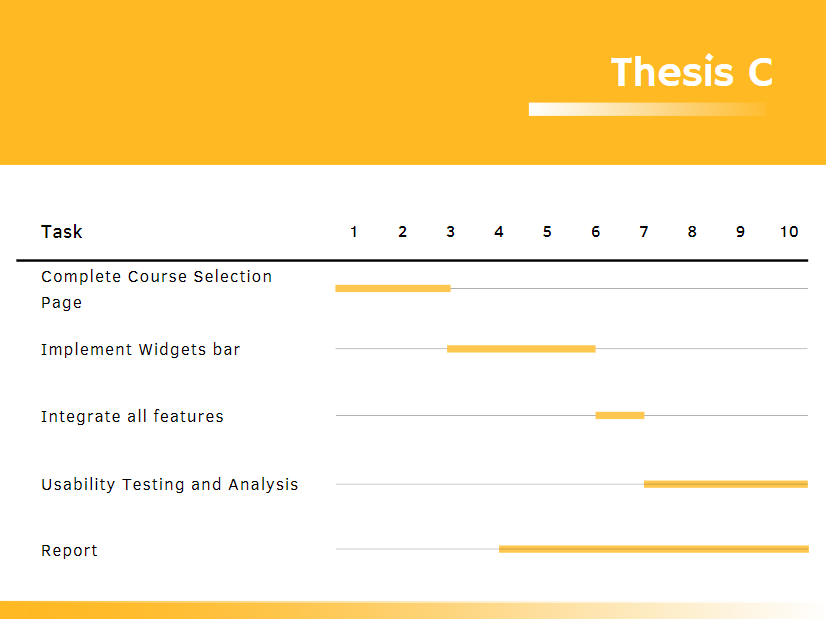 Thesis C
Task 1 2 3 4 5 6 7 8 9 10
Complete Course Selection
Page
Implement Widgets bar
Integrate all features
Usability Testing and Analysis
Report